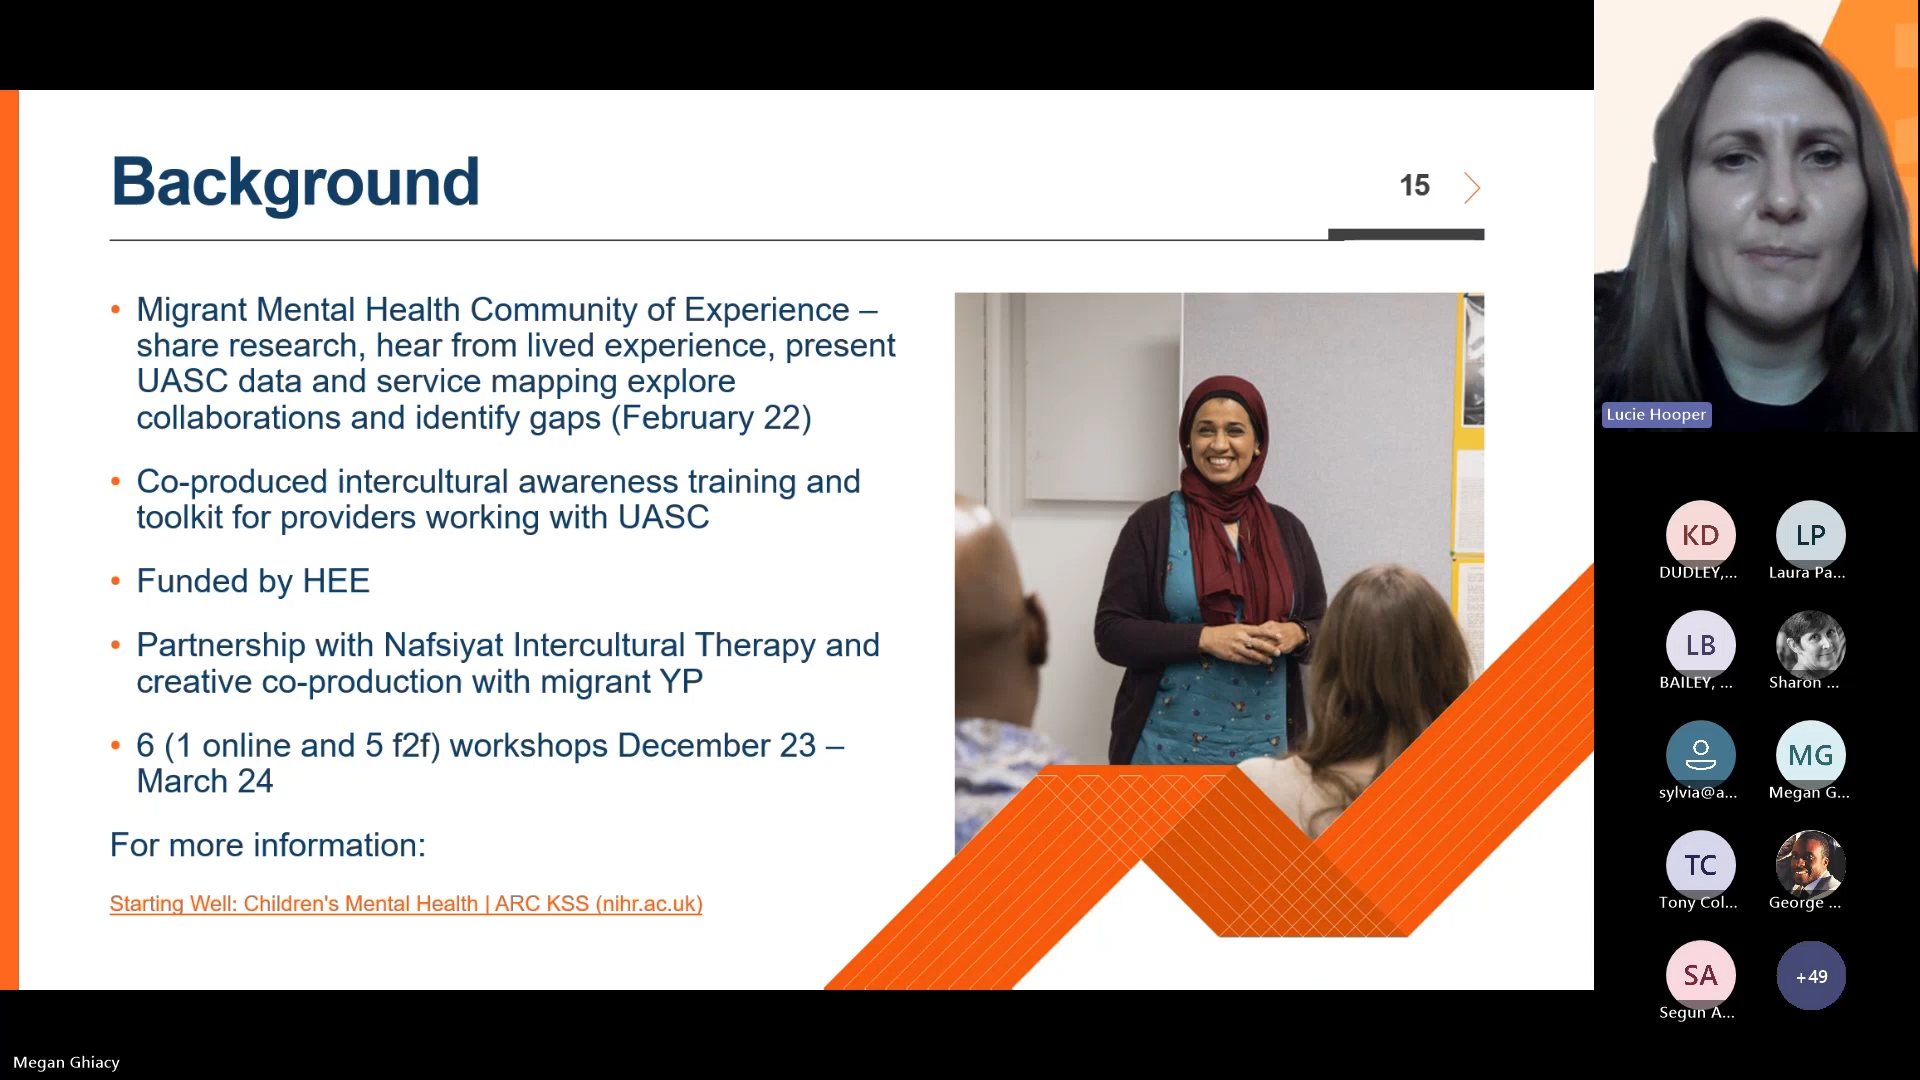 Background
15
• Migrant Mental Health Community of Experience –
share research, hear from lived experience, present
UASC data and service mapping explore
collaborations and identify gaps (February 22)
• Co-produced intercultural awareness training and
toolkit for providers working with UASC
• Funded by HEE
• Partnership with Nafsiyat Intercultural Therapy and
creative co-production with migrant YP
• 6 (1 online and 5 f2f) workshops December 23 –
March 24
For more information:
Starting Well: Children's Mental Health | ARC KSS (nihr.ac.uk)
Lucie Hooper
KD
DUDLEY,...
LP
Laura Pa...
LB
BAILEY, ...
Sharon ...
sylvia@a...
MG
Megan G...
TC
Tony Col...
George ...
SA
Segun A...
+49
Megan Ghiacy